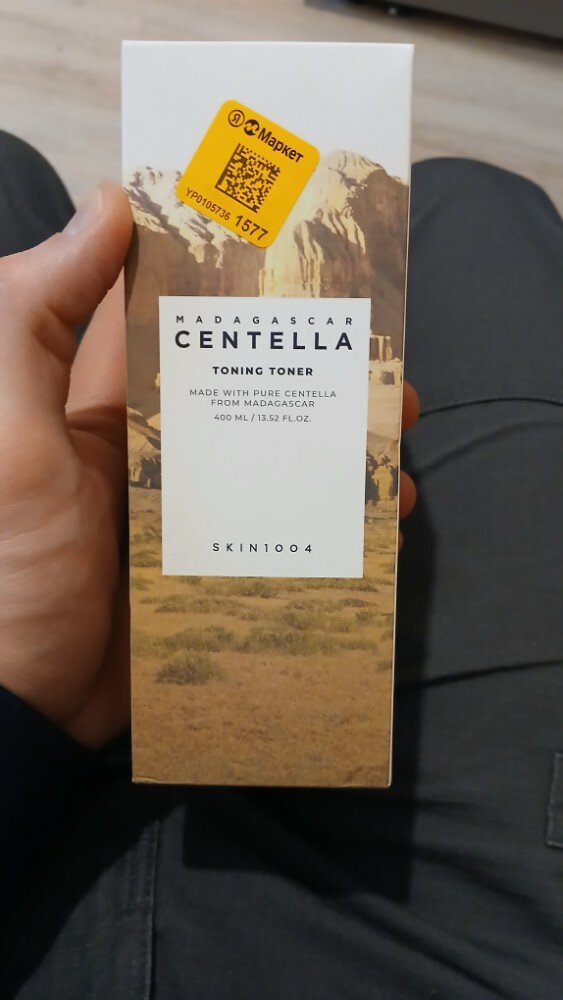 Я Маркет
YP0105736 1577
MADAGASCAR
CENTELLA
TONING TONER
MADE WITH PURE CENTELLA
FROM MADAGASCAR
400 ML / 13.52 FL.OZ.
SKIN1004